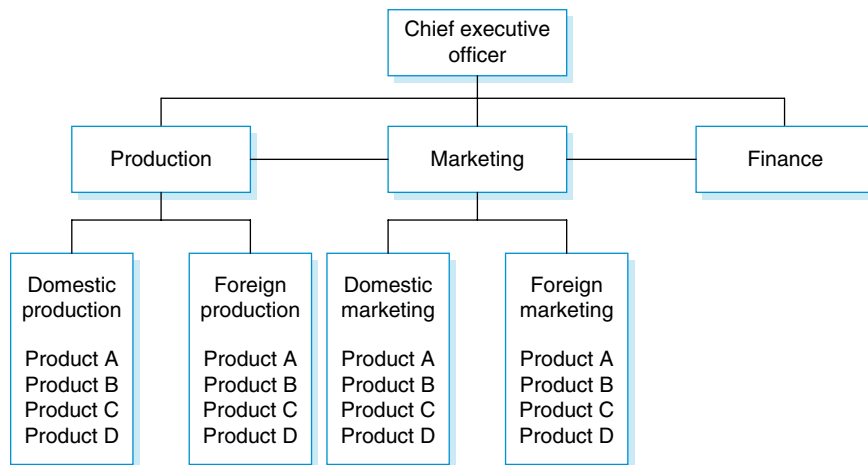 Chief executive
officer
Production
Marketing
Finance
Domestic
production
Product A
Product B
Product C
Product D
Foreign
production
Product A
Product B
Product C
Product D
Domestic
marketing
Product A
Product B
Product C
Product D
Foreign
marketing
Product A
Product B
Product C
Product D